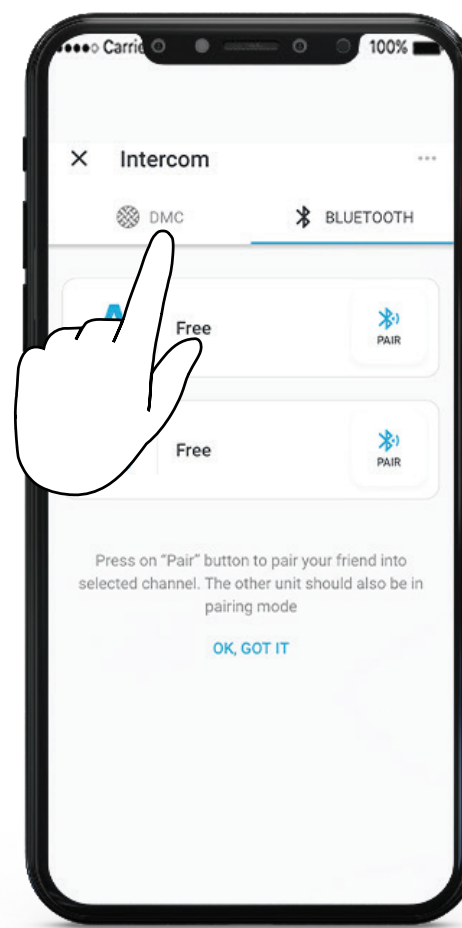 100%
Intercom
DMC
BLUETOOTH
Free
PAIR
Free
PAIR
Press on “Pair” button to pair your friend into
selected channel. The other unit should also be in
pairing mode
OK, GOT IT